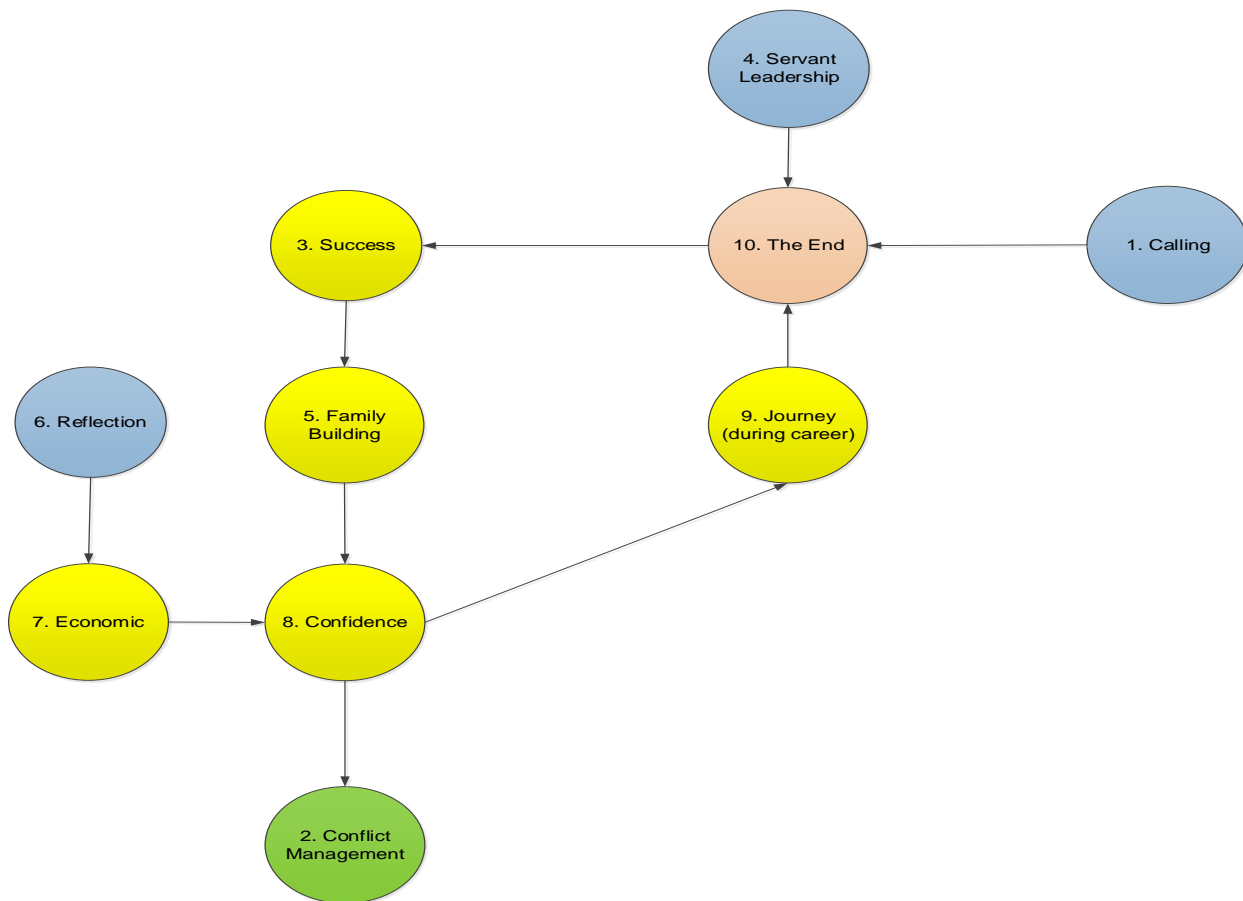 4. Servant
Leadership
3. Success
10. The End
1. Calling
6. Reflection
5. Family
Building
9. Journey
(during career)
7. Economic
8. Confidence
2. Conflict
Management